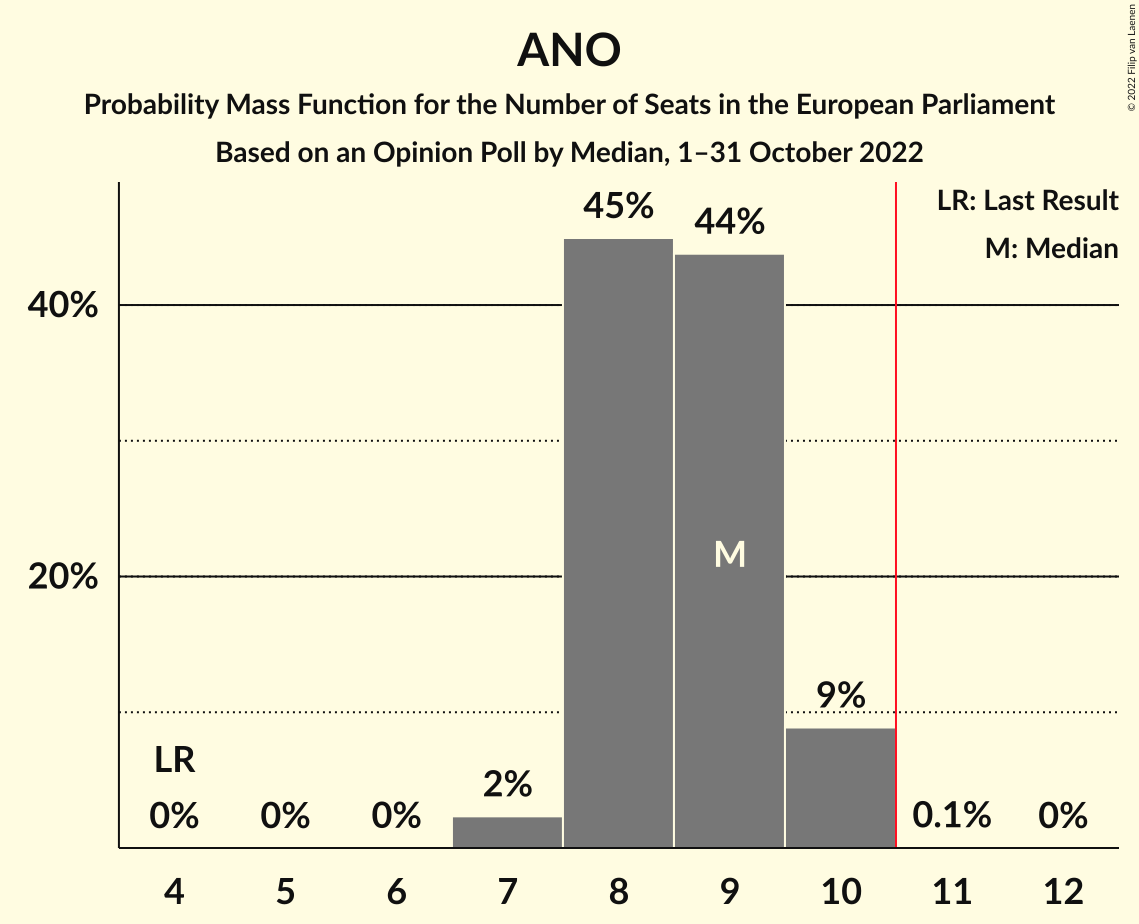 ANO
Probability Mass Function for the Number of Seats in the European Parliament
Based on an Opinion Poll by Median, 1–31 October 2022
© 2022 Filip van Laenen
LR: Last Result
M: Median
45%
44%
40%
20%
M
9%
LR
2%
0%
0%
0%
0.1%
0%
4
5
6
7
8
9
10
11
12